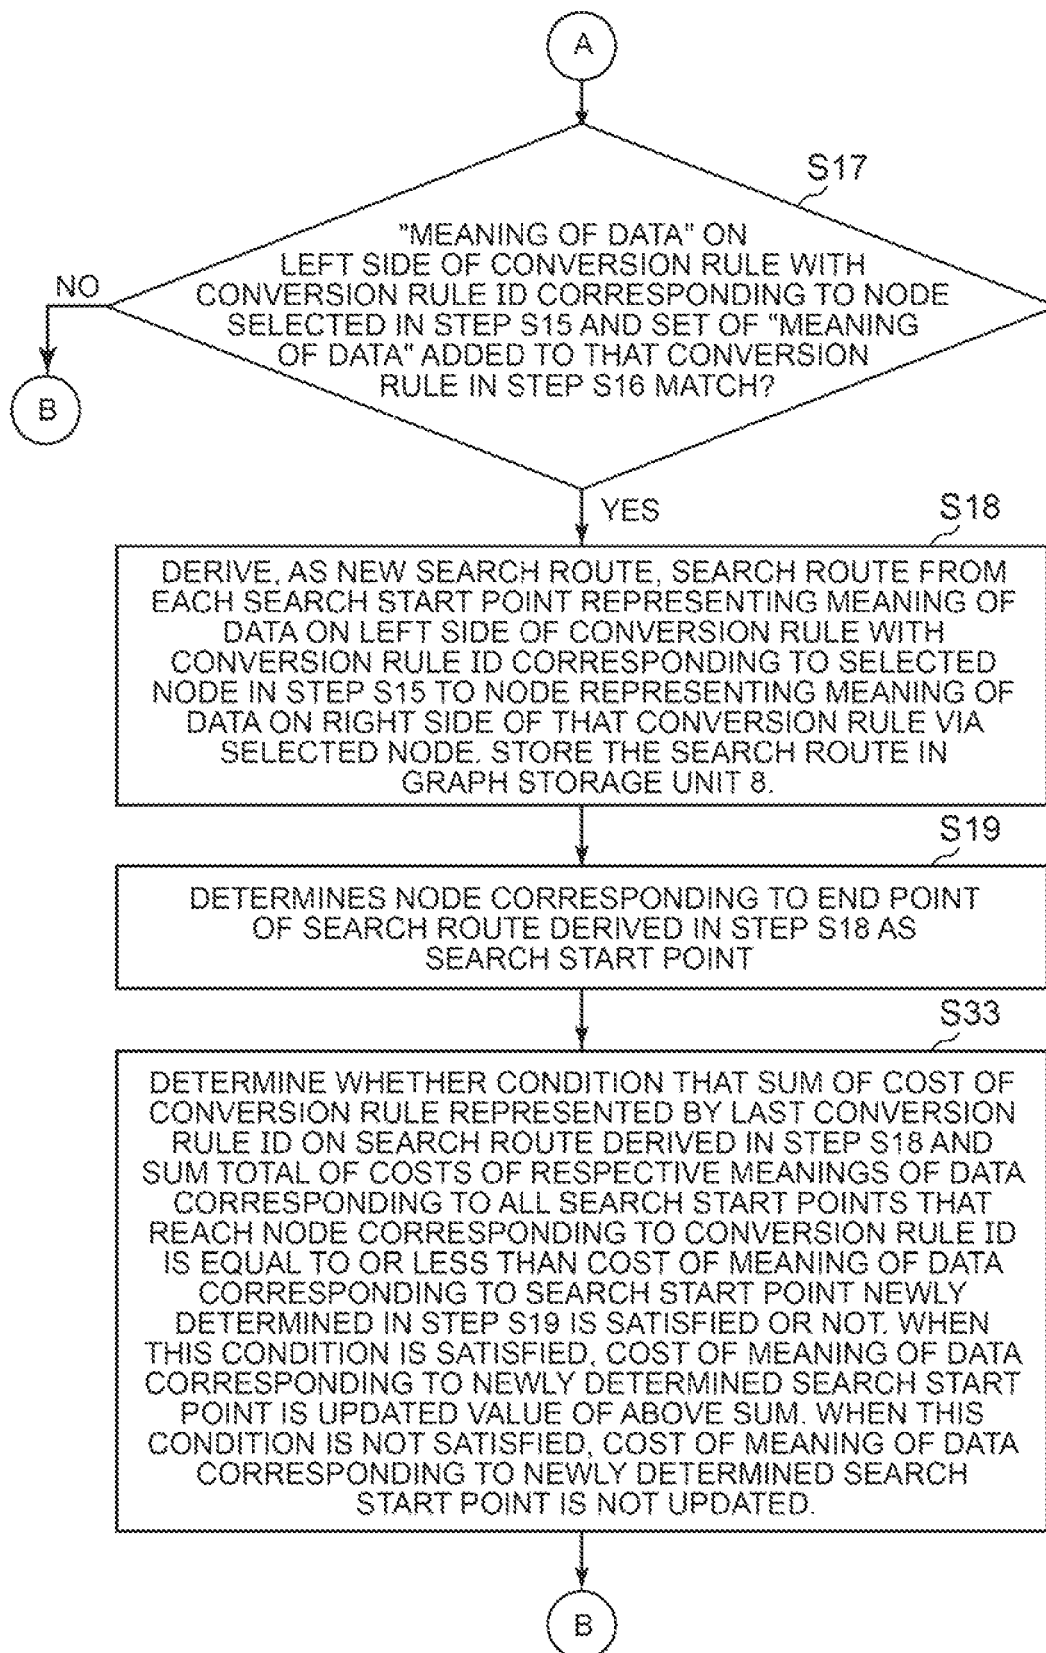 A
S17
"MEANING OF DATA" ON
LEFT SIDE OF CONVERSION RULE WITH
CONVERSION RULE ID CORRESPONDING TO NODE
SELECTED IN STEP S15 AND SET OF "MEANING
OF DATA" ADDED TO THAT CONVERSION
RULE IN STEP S16 MATCH?
NO
B
YES
S18
DERIVE, AS NEW SEARCH ROUTE, SEARCH ROUTE FROM
EACH SEARCH START POINT REPRESENTING MEANING OF
DATA ON LEFT SIDE OF CONVERSION RULE WITH
CONVERSION RULE ID CORRESPONDING TO SELECTED
NODE IN STEP S15 TO NODE REPRESENTING MEANING OF
DATA ON RIGHT SIDE OF THAT CONVERSION RULE VIA
SELECTED NODE. STORE THE SEARCH ROUTE IN
GRAPH STORAGE UNIT 8.
S19
DETERMINES NODE CORRESPONDING TO END POINT
OF SEARCH ROUTE DERIVED IN STEP S18 AS
SEARCH START POINT
S33
DETERMINE WHETHER CONDITION THAT SUM OF COST OF
CONVERSION RULE REPRESENTED BY LAST CONVERSION
RULE ID ON SEARCH ROUTE DERIVED IN STEP S18 AND
SUM TOTAL OF COSTS OF RESPECTIVE MEANINGS OF DATA
CORRESPONDING TO ALL SEARCH START POINTS THAT
REACH NODE CORRESPONDING TO CONVERSION RULE ID
IS EQUAL TO OR LESS THAN COST OF MEANING OF DATA
CORRESPONDING TO SEARCH START POINT NEWLY
DETERMINED IN STEP S19 IS SATISFIED OR NOT. WHEN
THIS CONDITION IS SATISFIED, COST OF MEANING OF DATA
CORRESPONDING TO NEWLY DETERMINED SEARCH START
POINT IS UPDATED VALUE OF ABOVE SUM. WHEN THIS
CONDITION IS NOT SATISFIED, COST OF MEANING OF DATA
CORRESPONDING TO NEWLY DETERMINED SEARCH
START POINT IS NOT UPDATED.
B